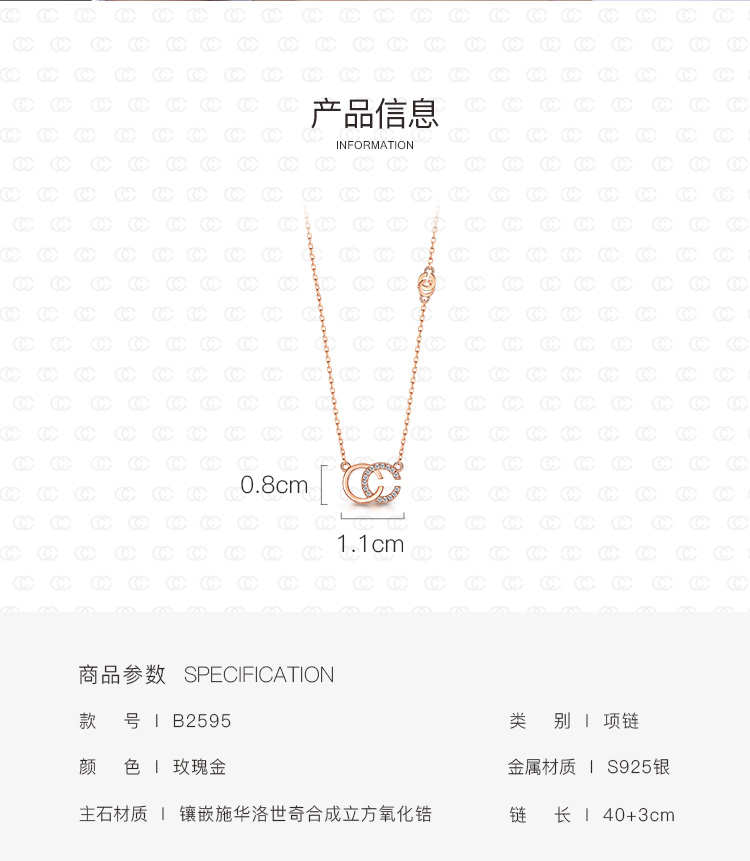 产品信息
INFORMATION
0.8cm
1.1cm
商品参数 SPECIFICATION
款 号 | B2595 类 别 | 项链
颜 色 | 玫瑰金 金属材质 | S925银
主石材质 | 镶嵌施华洛世奇合成立方氧化锆 链 长 | 40+3cm